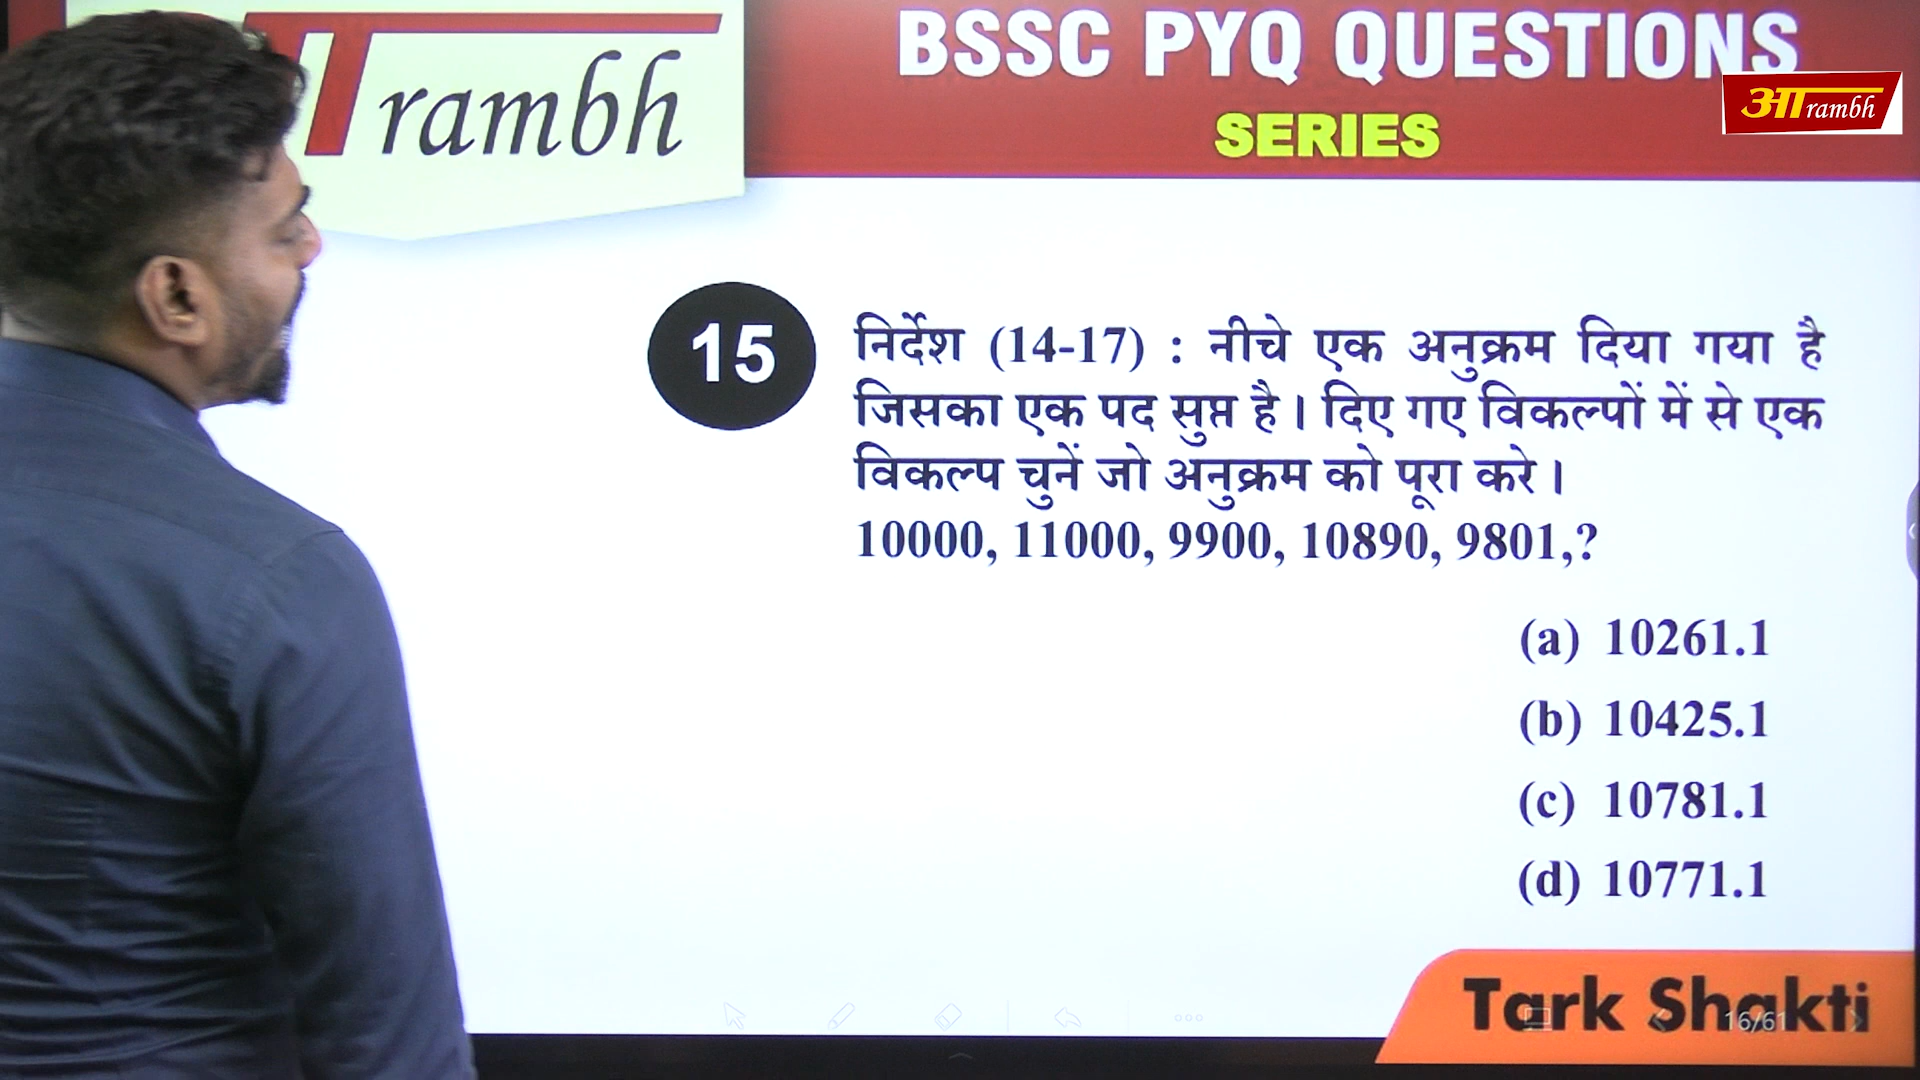 आrambh
BSSC PYQ QUESTIONS
SERIES
आrambh
15
निर्देश (14-17) : नीचे एक अनुक्रम दिया गया है
जिसका एक पद सुप्त है। दिए गए विकल्पों में से एक
विकल्प चुनें जो अनुक्रम को पूरा करे।
10000, 11000, 9900, 10890, 9801,?
(a) 10261.1
(b) 10425.1
(c) 10781.1
(d) 10771.1
Tark Shakti
16/61